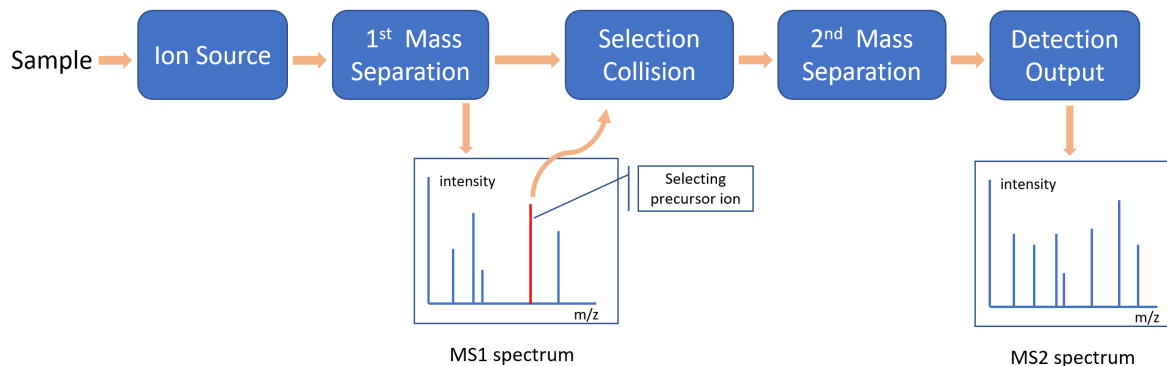 Sample
Ion Source
1st Mass
Separation
Selection
Collision
2nd Mass
Separation
Detection
Output
intensity
m/z
MS1 spectrum
Selecting
precursor ion
intensity
m/z
MS2 spectrum